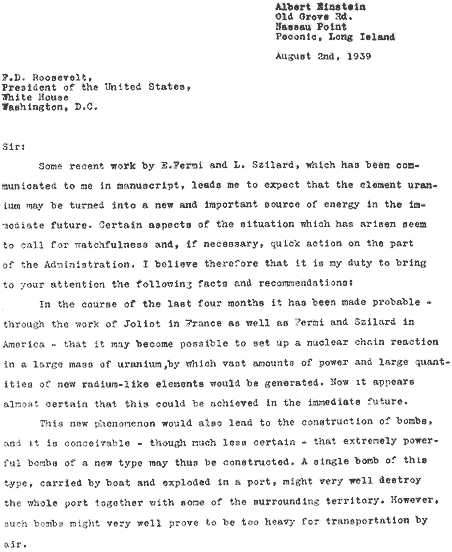 Albert Einstein
Old Grove Rd.
Nassau Point
Peconic, Long Island
August 2nd, 1939
F.D. Roosevelt,
President of the United States,
White House
Washington, D.C.
Sir:
Some recent work by E.Fermi and L. Szilard, which has been com-
municated to me in manuscript, leads me to expect that the element uran-
ium may be turned into a new and important source of energy in the im-
mediate future. Certain aspects of the situation which has arisen seem
to call for watchfulness and, if necessary, quick action on the part
of the Administration. I believe therefore that it is my duty to bring
to your attention the following facts and recommendations:
In the course of the last four months it has been made probable -
through the work of Joliot in France as well as Fermi and Szilard in
America - that it may become possible to set up a nuclear chain reaction
in a large mass of uranium,by which vast amounts of power and large quant-
ities of new radium-like elements would be generated. Now it appears
almost certain that this could be achieved in the immediate future.
This new phenomenon would also lead to the construction of bombs,
and it is conceivable - though much less certain - that extremely power-
ful bombs of a new type may thus be constructed. A single bomb of this
type, carried by boat and exploded in a port, might very well destroy
the whole port together with some of the surrounding territory. However,
such bombs might very well prove to be too heavy for transportation by
air.